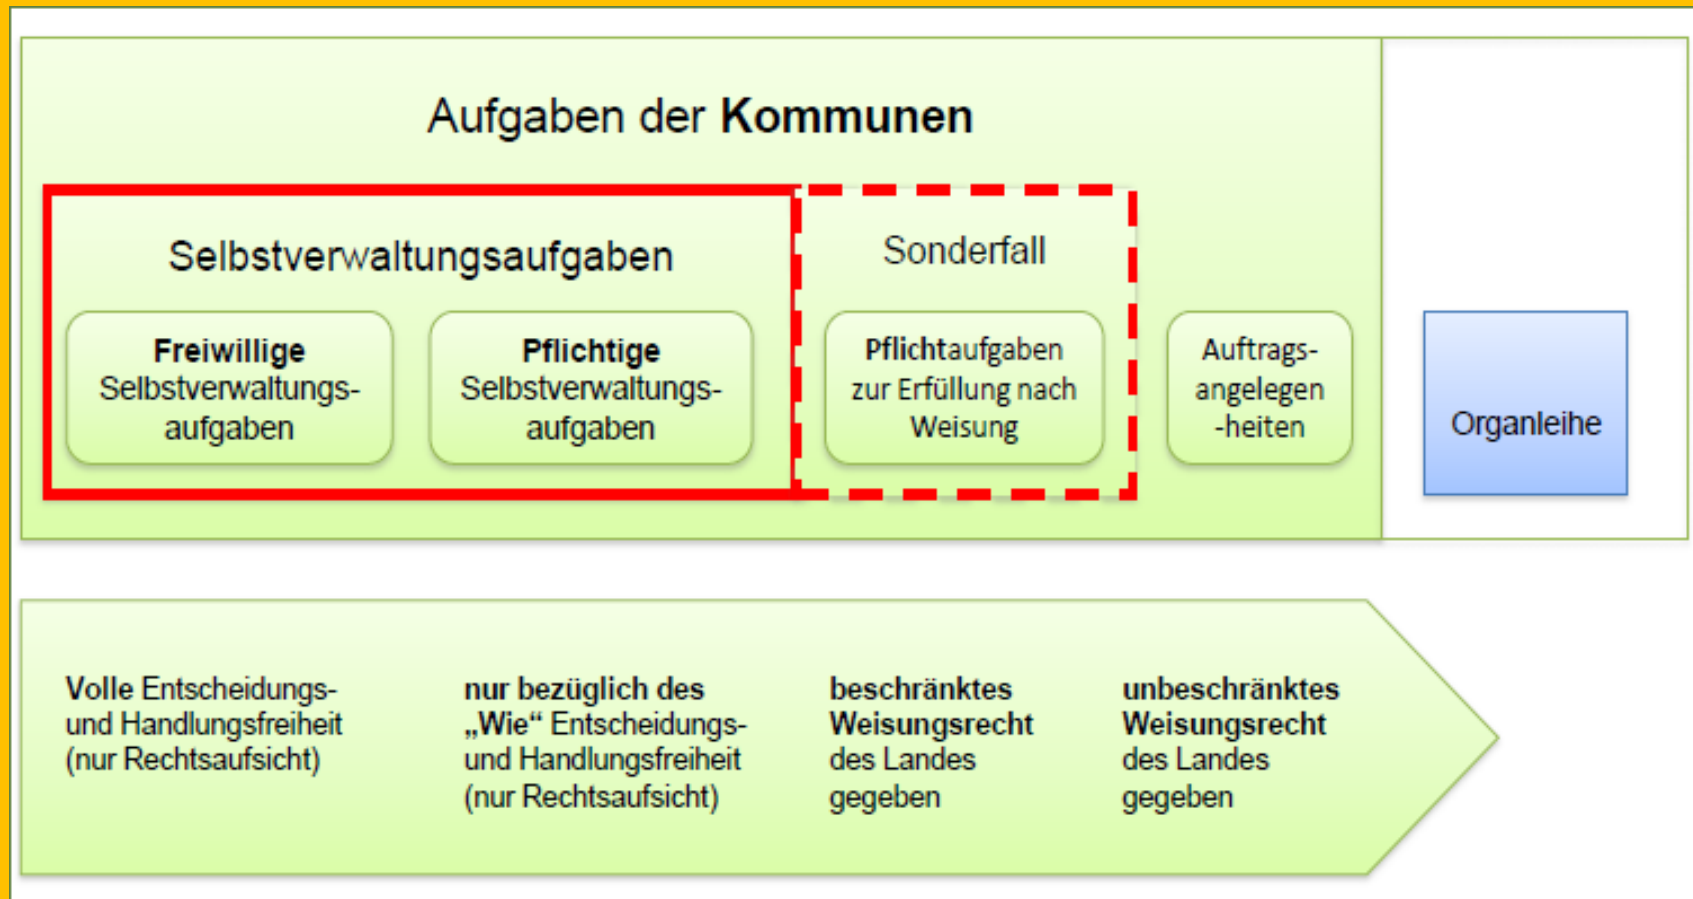 Aufgaben der Kommunen
Selbstverwaltungsaufgaben
Sonderfall
Freiwillige
Selbstverwaltungs-
aufgaben
Pflichtige
Selbstverwaltungs-
aufgaben
Pflichtaufgaben
zur Erfüllung nach
Weisung
Auftrags-
angelegen
-heiten
Organleihe
Volle Entscheidungs-
und Handlungsfreiheit
(nur Rechtsaufsicht)
nur bezüglich des
„Wie“ Entscheidungs-
und Handlungsfreiheit
(nur Rechtsaufsicht)
beschränktes
Weisungsrecht
des Landes
gegeben
unbeschränktes
Weisungsrecht
des Landes
gegeben